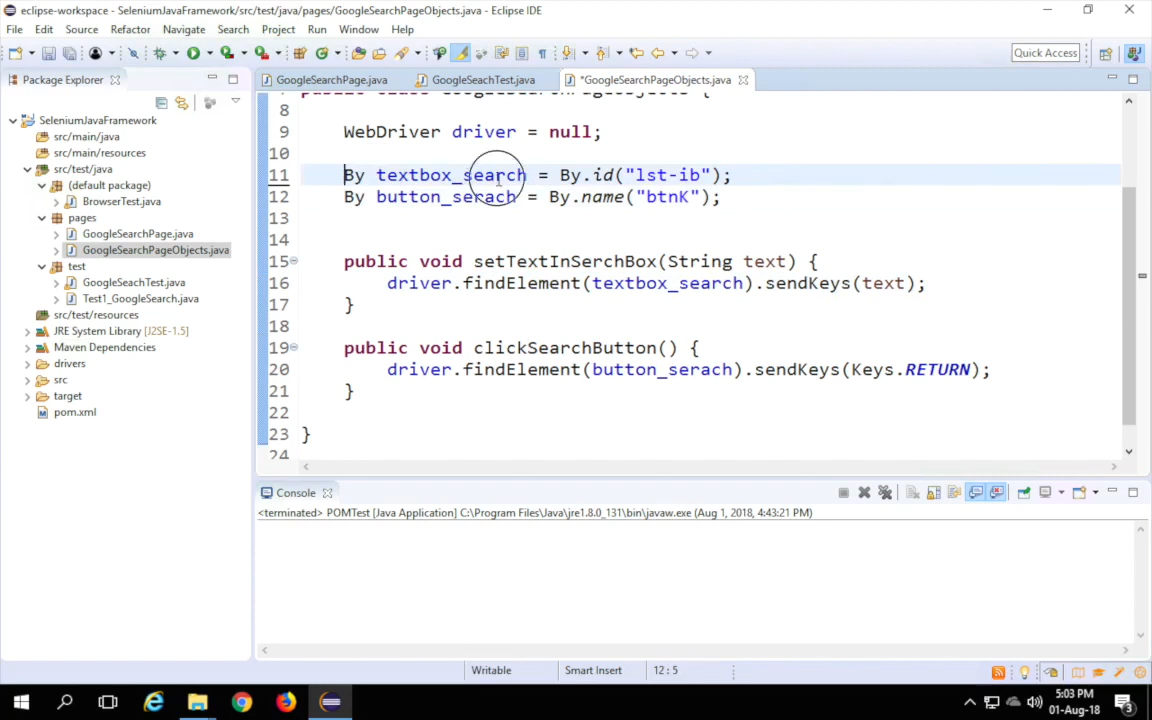 eclipse-workspace - SeleniumJavaFramework/src/test/java/pages/GoogleSearchPageObjects.java - Eclipse IDE
File Edit Source Refactor Navigate Search Project Run Window Help
Quick Access
Package Explorer
GoogleSearchPage.java
GoogleSeachTest.java
*GoogleSearchPageObjects.java
SeleniumJavaFramework
src/main/java
src/main/resources
src/test/java
(default package)
BrowserTest.java
pages
GoogleSearchPage.java
GoogleSearchPageObjects.java
test
GoogleSeachTest.java
Test1_GoogleSearch.java
src/test/resources
JRE System Library [J2SE-1.5]
Maven Dependencies
drivers
src
target
pom.xml
7 public class GoogleSearchPageObjects {
8
9 WebDriver driver = null;
10
11 By textbox_search = By.id("lst-ib");
12 By button_serach = By.name("btnK");
13
14
15 public void setTextInSerchBox(String text) {
16 driver.findElement(textbox_search).sendKeys(text);
17 }
18
19 public void clickSearchButton() {
20 driver.findElement(button_serach).sendKeys(Keys.RETURN);
21 }
22
23 }
24
Console
<terminated> POMTest [Java Application] C:\Program Files\Java\jre1.8.0_131\bin\javaw.exe (Aug 1, 2018, 4:43:21 PM)
Writable Smart Insert 12 : 5
5:03 PM
01-Aug-18
3